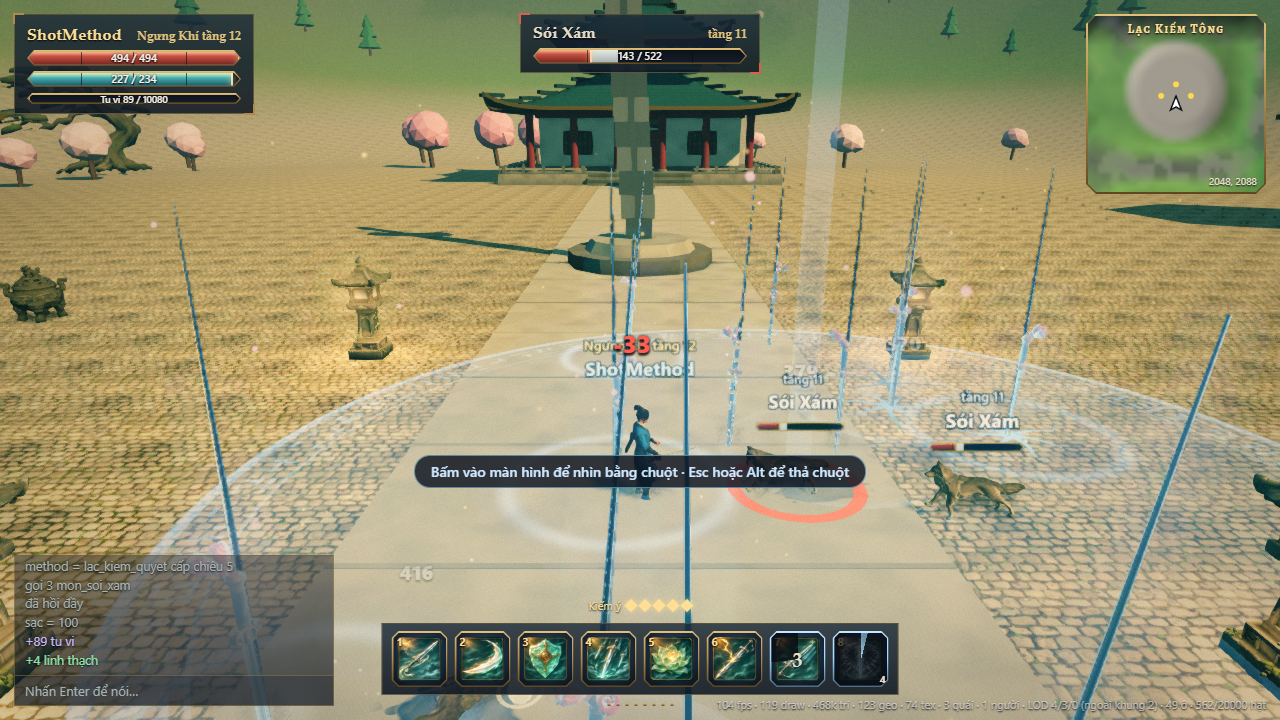 ShotMethod Ngưng Khí tầng 12
494 / 494
227 / 234
Tu vi 89 / 10080
Sói Xám tầng 11
143 / 522
LẠC KIẾM TÔNG
2048, 2088
-33
ShotMethod
tầng 11
Sói Xám
tầng 11
Sói Xám
Bấm vào màn hình để nhìn bằng chuột · Esc hoặc Alt để thả chuột
416
method = lac_kiem_quyet cấp chiêu 5
gọi 3 mon_soi_xam
đã hồi đầy
sạc = 100
+89 tu vi
+4 linh thạch
Nhấn Enter để nói...
Kiếm ý
1 2 3 4 5 6 3 8 4
104 fps · 119 draw · 468k tri · 123 geo · 74 tex · 3 quái · 1 người · LOD 4/3/0 (ngoài khung 2) · 49 ô · 562/20000 hạt